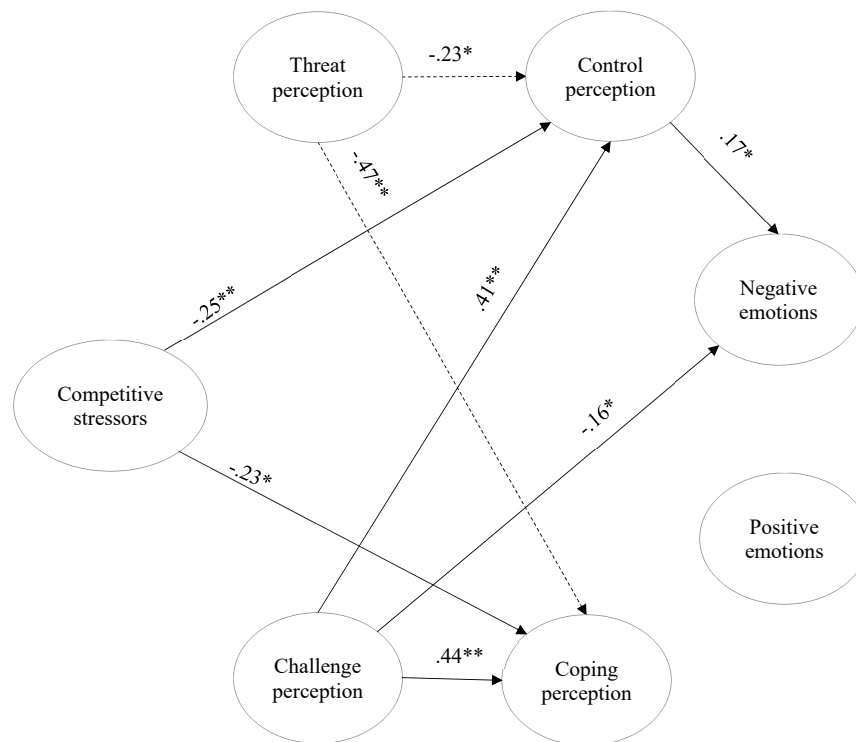 Threat
perception
-.23*
Control
perception
-.47**
.17*
.41**
Negative
emotions
-.25**
Competitive
stressors
-.16*
-.23*
Positive
emotions
Challenge
perception
.44**
Coping
perception